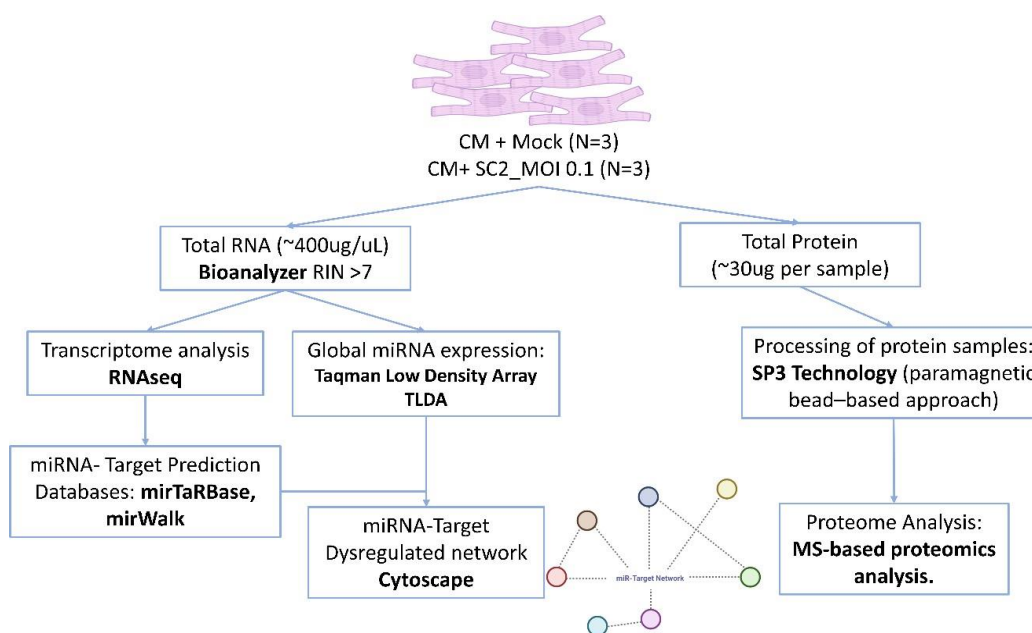 CM + Mock (N=3)
CM+ SC2_MOI 0.1 (N=3)
Total RNA (~400ug/uL)
Bioanalyzer RIN >7
Total Protein
(~30ug per sample)
Transcriptome analysis
RNAseq
Global miRNA expression:
Taqman Low Density Array
TLDA
Processing of protein samples:
SP3 Technology (paramagnetic
bead–based approach)
miRNA- Target Prediction
Databases: mirTaRBase,
mirWalk
miRNA-Target
Dysregulated network
Cytoscape
miR-Target Network
Proteome Analysis:
MS-based proteomics
analysis.